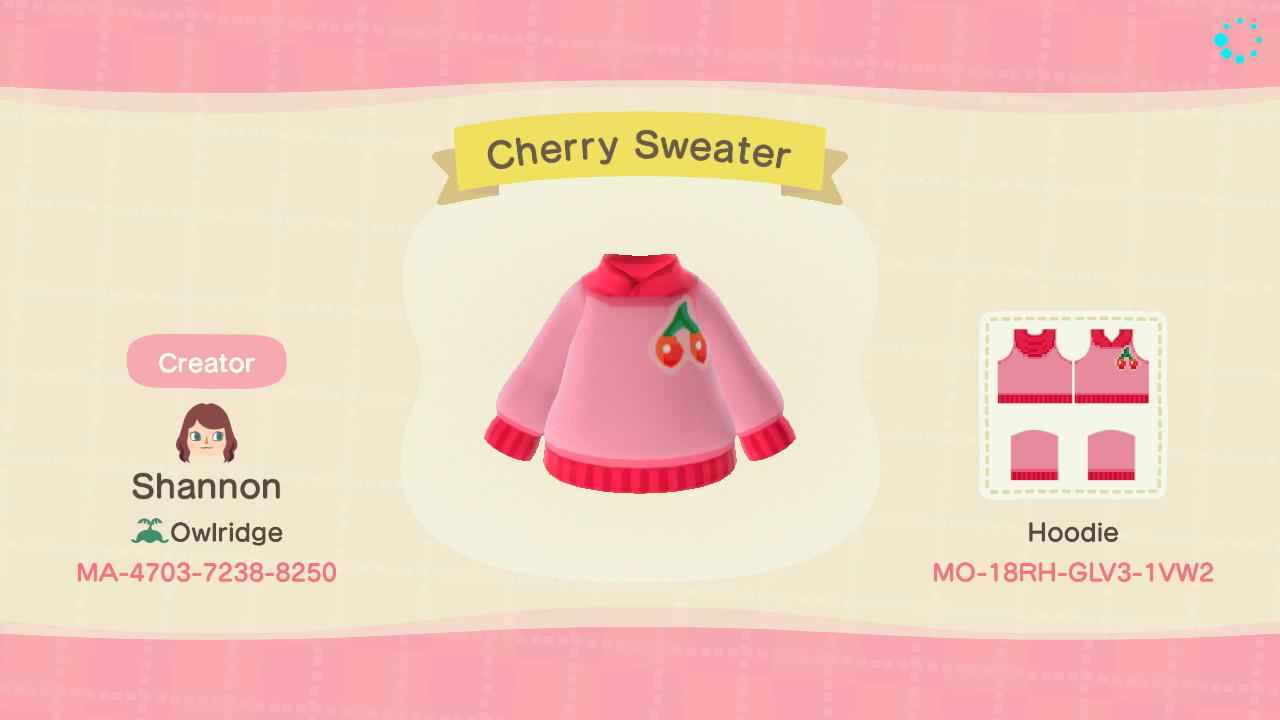 Cherry Sweater
Creator
Shannon
Owlridge
MA-4703-7238-8250
Hoodie
MO-18RH-GLV3-1VW2